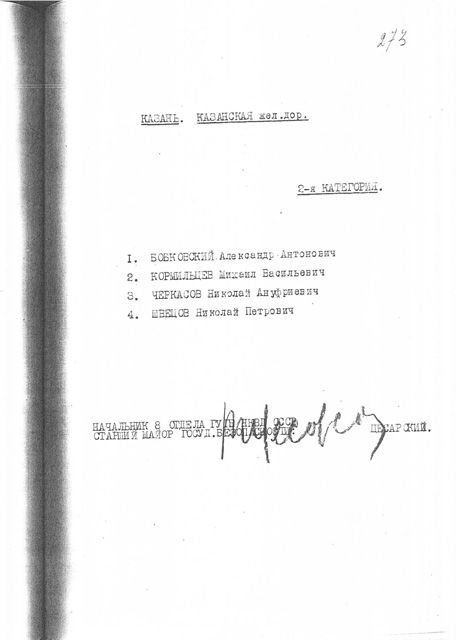 273
КАЗАНЬ. КАЗАНСКАЯ жел.дор.
2-я КАТЕГОРИЯ.
1. БОБКОВСКИЙ Александр Антонович
2. КОРМИЛЬЦЕВ Михаил Васильевич
3. ЧЕРКАСОВ Николай Ануфриевич
4. ШВЕЦОВ Николай Петрович
НАЧАЛЬНИК 8 ОТДЕЛА ГУГБ НКВД СССР
СТАРШИЙ МАЙОР ГОСУД.БЕЗОПАСНОСТИ: ЦЕСАРСКИЙ.